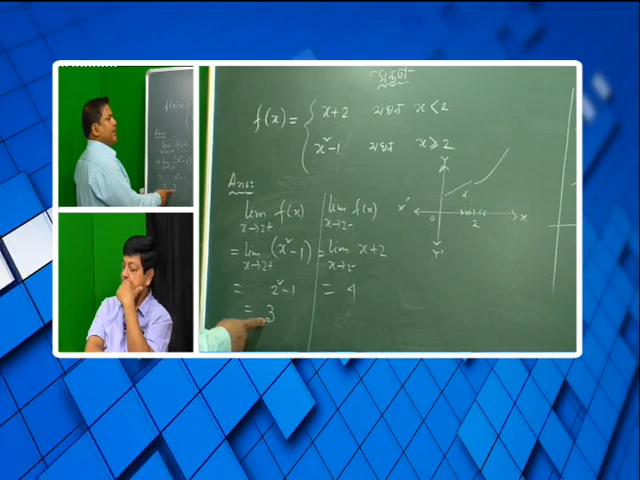 f(x) = { x+2 যখন x < 2
x²-1 যখন x ≥ 2
Ans:
lim x→2+ f(x) lim x→2- f(x)
= lim x→2+ (x²-1) = lim x→2- x+2
= 2²-1 = 4
= 3
Y
X' O 2 X
Y'